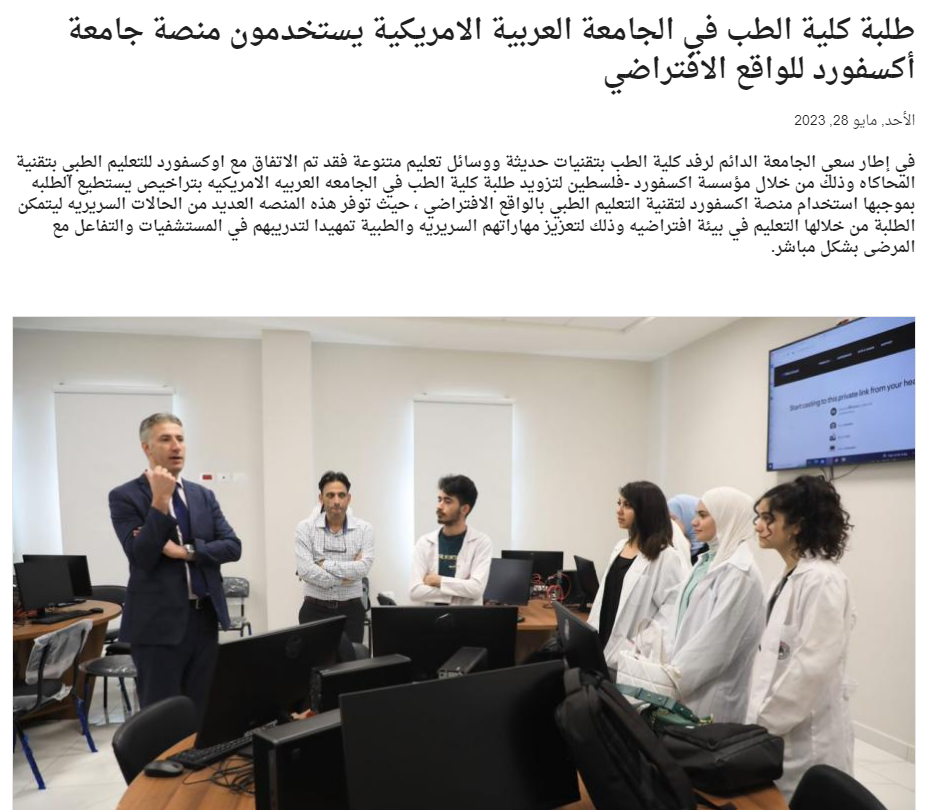 طلبة كلية الطب في الجامعة العربية الامريكية يستخدمون منصة جامعة
أكسفورد للواقع الافتراضي
الأحد, مايو 28, 2023
في إطار سعي الجامعة الدائم لرفد كلية الطب بتقنيات حديثة ووسائل تعليم متنوعة فقد تم الاتفاق مع اوكسفورد للتعليم الطبي بتقنية
المحاكاه وذلك من خلال مؤسسة اكسفورد -فلسطين لتزويد طلبة كلية الطب في الجامعه العربيه الامريكيه بتراخيص يستطيع الطلبه
بموجبها استخدام منصة اكسفورد لتقنية التعليم الطبي بالواقع الافتراضي ، حيث توفر هذه المنصه العديد من الحالات السريريه ليتمكن
الطلبة من خلالها التعليم في بيئة افتراضيه وذلك لتعزيز مهاراتهم السريريه والطبية تمهيدا لتدريبهم في المستشفيات والتفاعل مع
المرضى بشكل مباشر.
Start casting to this private link from your hea